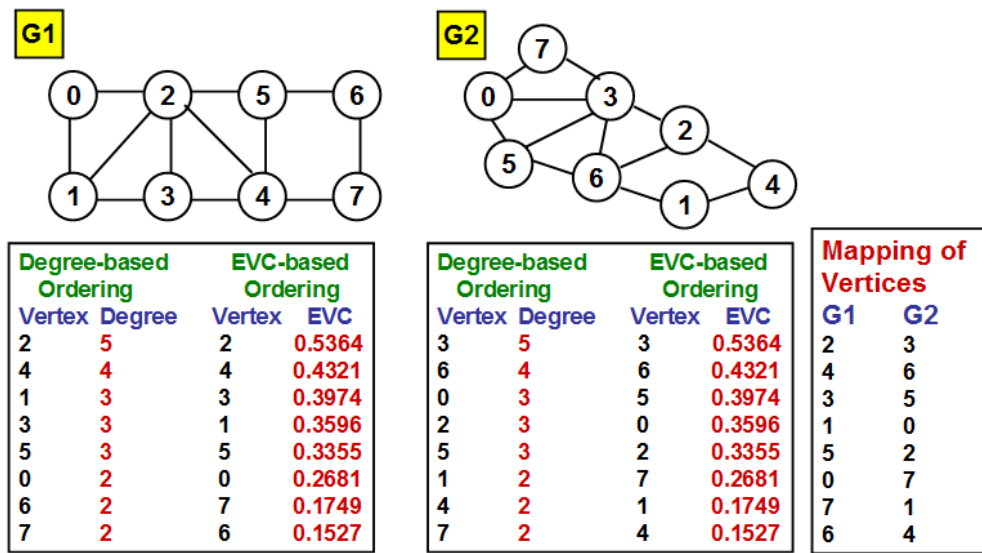 G1
0 2 5 6
1 3 4 7
G2
7
0 3
2
5 6 4
1
Degree-based EVC-based
Ordering Ordering
Vertex Degree Vertex EVC
2 5 2 0.5364
4 4 4 0.4321
1 3 3 0.3974
3 3 1 0.3596
5 3 5 0.3355
0 2 0 0.2681
6 2 7 0.1749
7 2 6 0.1527
Degree-based EVC-based
Ordering Ordering
Vertex Degree Vertex EVC
3 5 3 0.5364
6 4 6 0.4321
0 3 5 0.3974
2 3 0 0.3596
5 3 2 0.3355
1 2 7 0.2681
4 2 1 0.1749
7 2 4 0.1527
Mapping of
Vertices
G1 G2
2 3
4 6
3 5
1 0
5 2
0 7
7 1
6 4